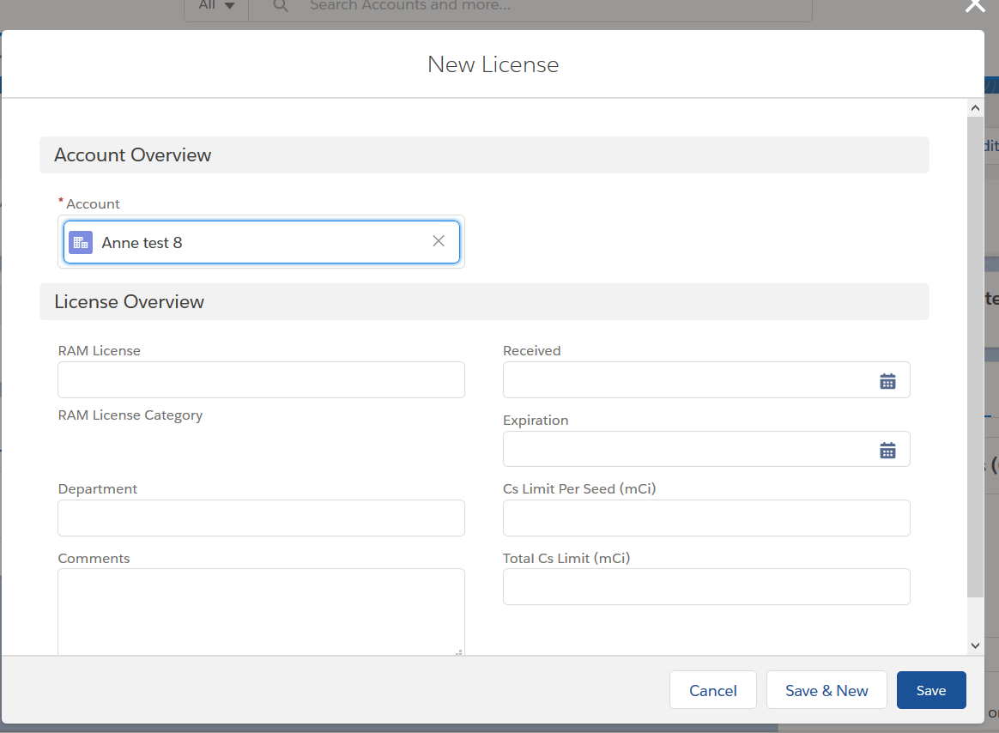 All
Search Accounts and more...
New License
Account Overview
* Account
Anne test 8
License Overview
RAM License
Received
RAM License Category
Expiration
Department
Cs Limit Per Seed (mCi)
Comments
Total Cs Limit (mCi)
Cancel
Save & New
Save